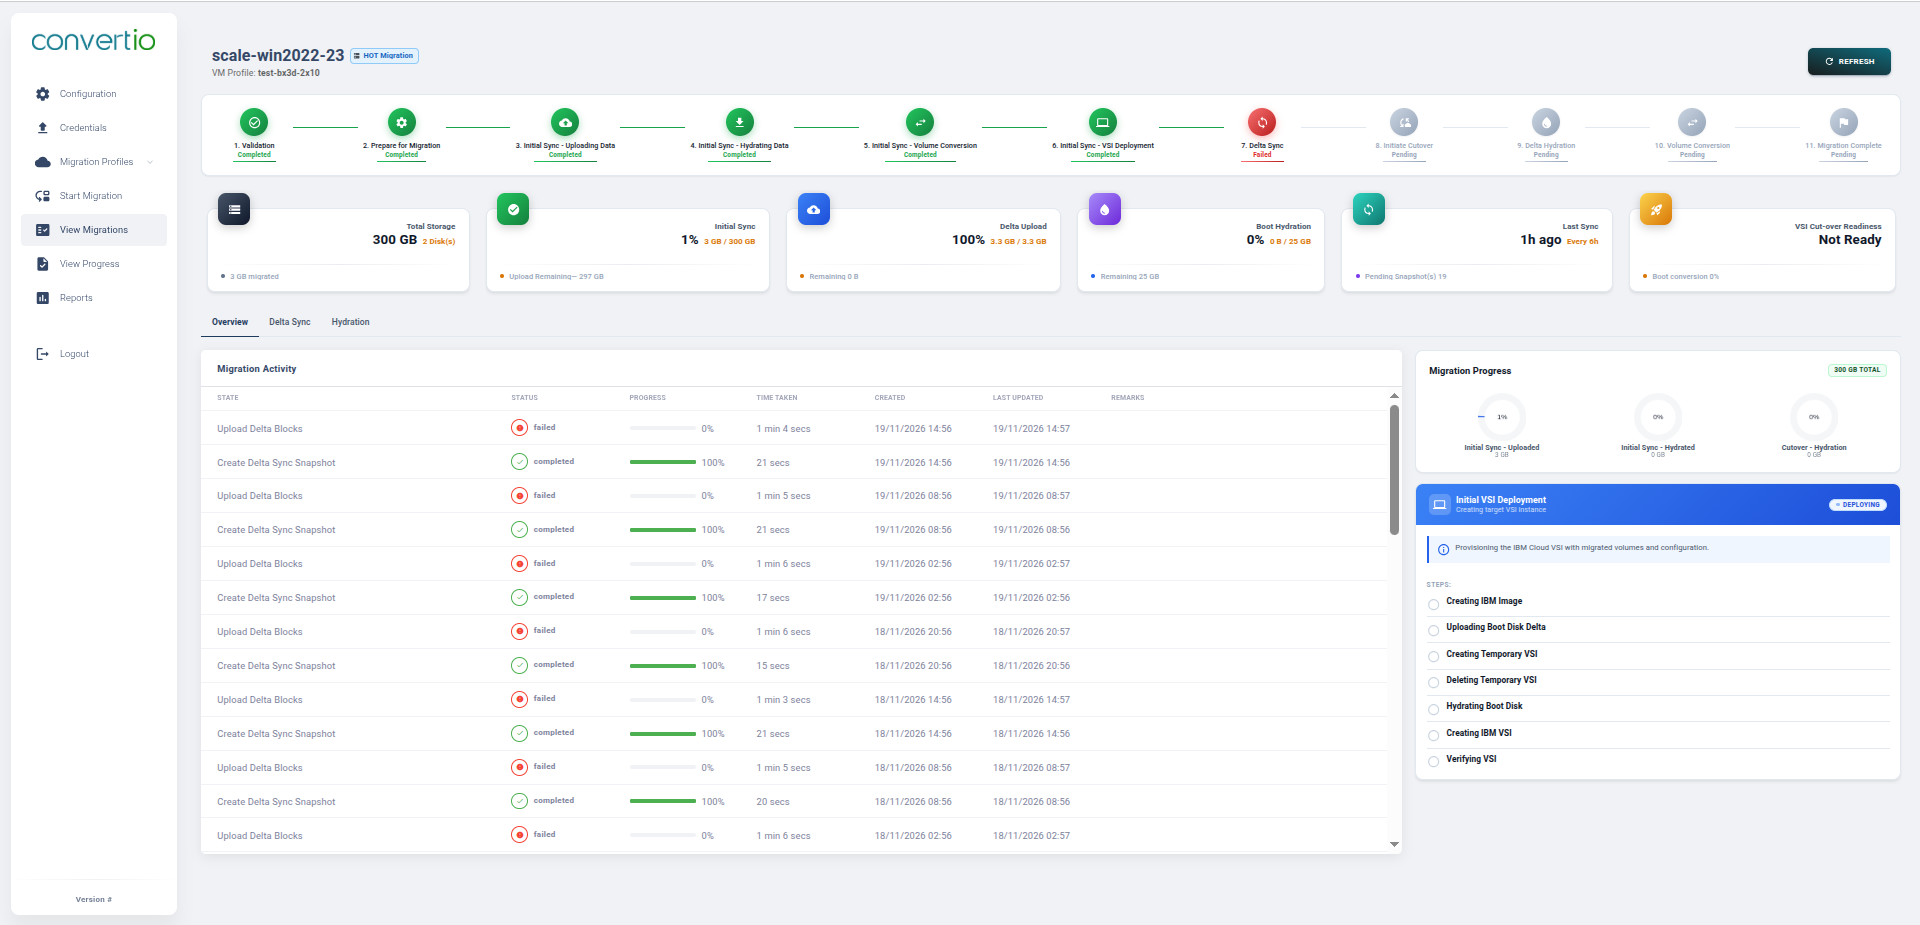 convertio
Configuration
Credentials
Migration Profiles
Start Migration
View Migrations
View Progress
Reports
Logout
Version #
scale-win2022-23 HOT Migration
VM Profile: test-bx3d-2x10
REFRESH
1. Validation
Completed
2. Prepare for Migration
Completed
3. Initial Sync - Uploading Data
Completed
4. Initial Sync - Hydrating Data
Completed
5. Initial Sync - Volume Conversion
Completed
6. Initial Sync - VSI Deployment
Completed
7. Delta Sync
Failed
8. Initiate Cutover
Pending
9. Delta Hydration
Pending
10. Volume Conversion
Pending
11. Migration Complete
Pending
Total Storage
300 GB 2 Disk(s)
3 GB migrated
Initial Sync
1% 3 GB / 300 GB
Upload Remaining— 297 GB
Delta Upload
100% 3.3 GB / 3.3 GB
Remaining 0 B
Boot Hydration
0% 0 B / 25 GB
Remaining 25 GB
Last Sync
1h ago Every 6h
Pending Snapshot(s) 19
VSI Cut-over Readiness
Not Ready
Boot conversion 0%
Overview Delta Sync Hydration
Migration Activity
STATE STATUS PROGRESS TIME TAKEN CREATED LAST UPDATED REMARKS
Upload Delta Blocks failed 0% 1 min 4 secs 19/11/2026 14:56 19/11/2026 14:57
Create Delta Sync Snapshot completed 100% 21 secs 19/11/2026 14:56 19/11/2026 14:56
Upload Delta Blocks failed 0% 1 min 5 secs 19/11/2026 08:56 19/11/2026 08:57
Create Delta Sync Snapshot completed 100% 21 secs 19/11/2026 08:56 19/11/2026 08:56
Upload Delta Blocks failed 0% 1 min 6 secs 19/11/2026 02:56 19/11/2026 02:57
Create Delta Sync Snapshot completed 100% 17 secs 19/11/2026 02:56 19/11/2026 02:56
Upload Delta Blocks failed 0% 1 min 6 secs 18/11/2026 20:56 18/11/2026 20:57
Create Delta Sync Snapshot completed 100% 15 secs 18/11/2026 20:56 18/11/2026 20:56
Upload Delta Blocks failed 0% 1 min 3 secs 18/11/2026 14:56 18/11/2026 14:57
Create Delta Sync Snapshot completed 100% 21 secs 18/11/2026 14:56 18/11/2026 14:56
Upload Delta Blocks failed 0% 1 min 5 secs 18/11/2026 08:56 18/11/2026 08:57
Create Delta Sync Snapshot completed 100% 20 secs 18/11/2026 08:56 18/11/2026 08:56
Upload Delta Blocks failed 0% 1 min 6 secs 18/11/2026 02:56 18/11/2026 02:57
Migration Progress 300 GB TOTAL
1% 0% 0%
Initial Sync - Uploaded
3 GB
Initial Sync - Hydrated
0 GB
Cutover - Hydration
0 GB
Initial VSI Deployment
Creating target VSI instance
DEPLOYING
Provisioning the IBM Cloud VSI with migrated volumes and configuration.
STEPS:
Creating IBM Image
Uploading Boot Disk Delta
Creating Temporary VSI
Deleting Temporary VSI
Hydrating Boot Disk
Creating IBM VSI
Verifying VSI